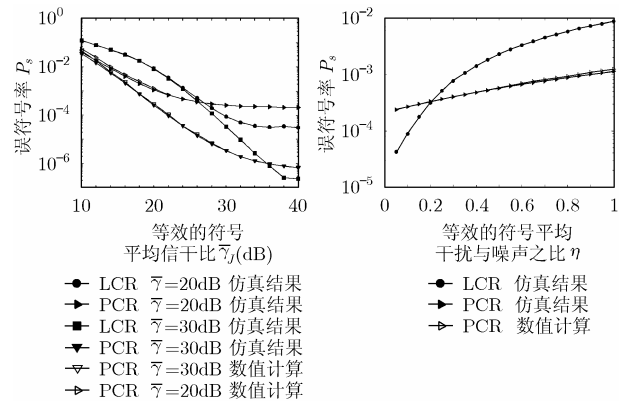 误符号率 P_s
10^0
10^-2
10^-4
10^-6
10 20 30 40
等效的符号
平均信干比 γ̅_J(dB)
LCR γ̅=20dB 仿真结果
PCR γ̅=20dB 仿真结果
LCR γ̅=30dB 仿真结果
PCR γ̅=30dB 仿真结果
PCR γ̅=30dB 数值计算
PCR γ̅=20dB 数值计算
误符号率 P_s
10^-2
10^-3
10^-4
10^-5
0 0.2 0.4 0.6 0.8 1
等效的符号平均
干扰与噪声之比 η
LCR 仿真结果
PCR 仿真结果
PCR 数值计算